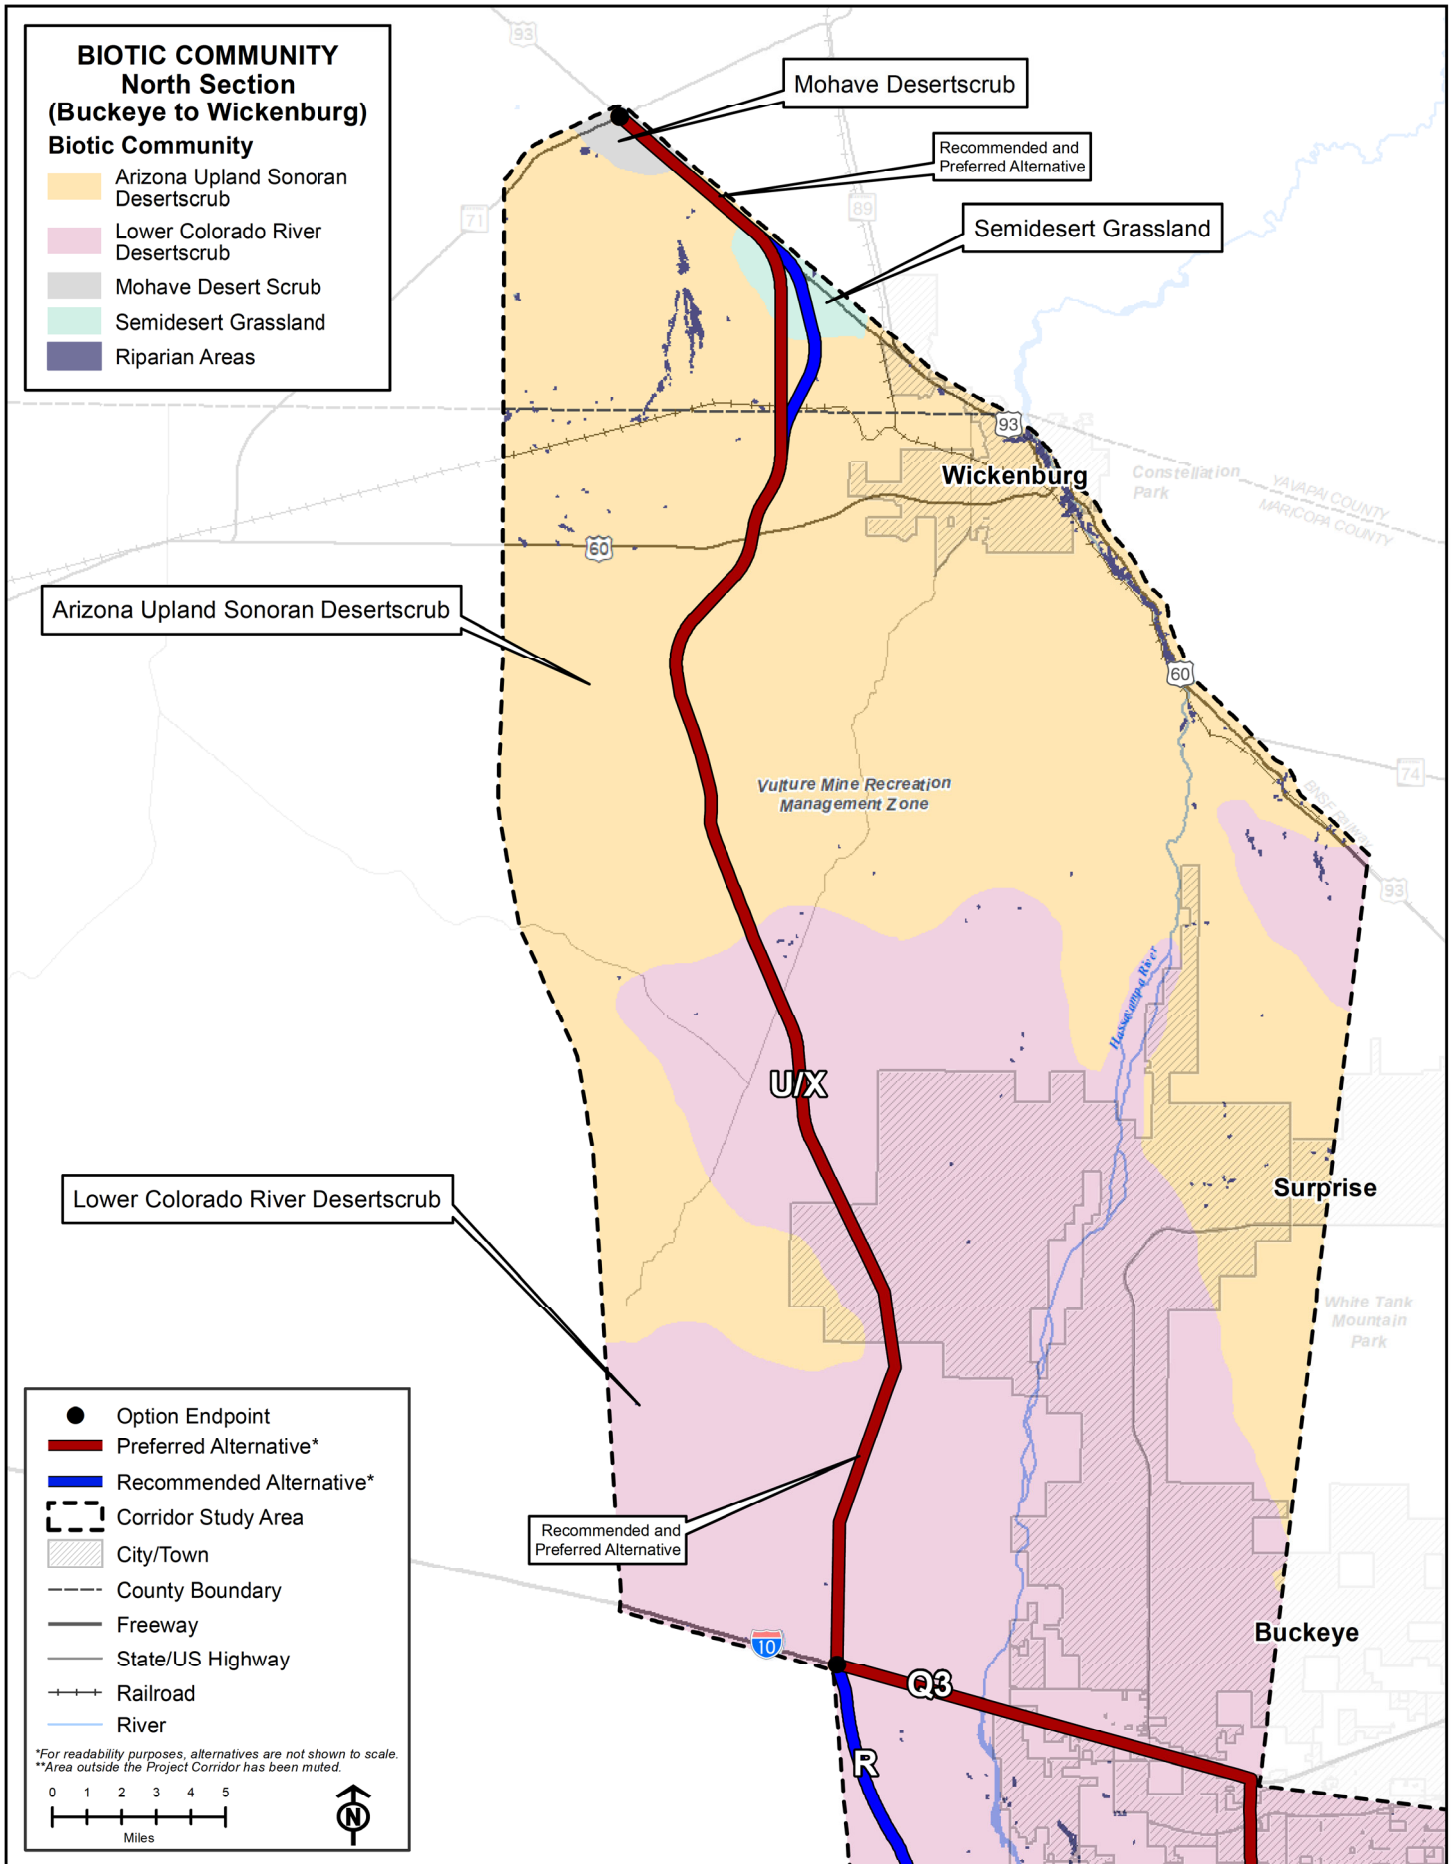 BIOTIC COMMUNITY
North Section
(Buckeye to Wickenburg)
Biotic Community
Arizona Upland Sonoran
Desertscrub
Lower Colorado River
Desertscrub
Mohave Desert Scrub
Semidesert Grassland
Riparian Areas
93
Mohave Desertscrub
Recommended and
Preferred Alternative
71
89
Semidesert Grassland
93
Wickenburg
Constellation
Park
YAVAPAI COUNTY
MARICOPA COUNTY
60
Arizona Upland Sonoran Desertscrub
60
Vulture Mine Recreation
Management Zone
74
BNSF Railway
93
Hassayampa River
U/X
Lower Colorado River Desertscrub
Surprise
White Tank
Mountain
Park
Recommended and
Preferred Alternative
10
Buckeye
Q3
R
Option Endpoint
Preferred Alternative*
Recommended Alternative*
Corridor Study Area
City/Town
County Boundary
Freeway
State/US Highway
Railroad
River
*For readability purposes, alternatives are not shown to scale.
**Area outside the Project Corridor has been muted.
0 1 2 3 4 5
Miles
N